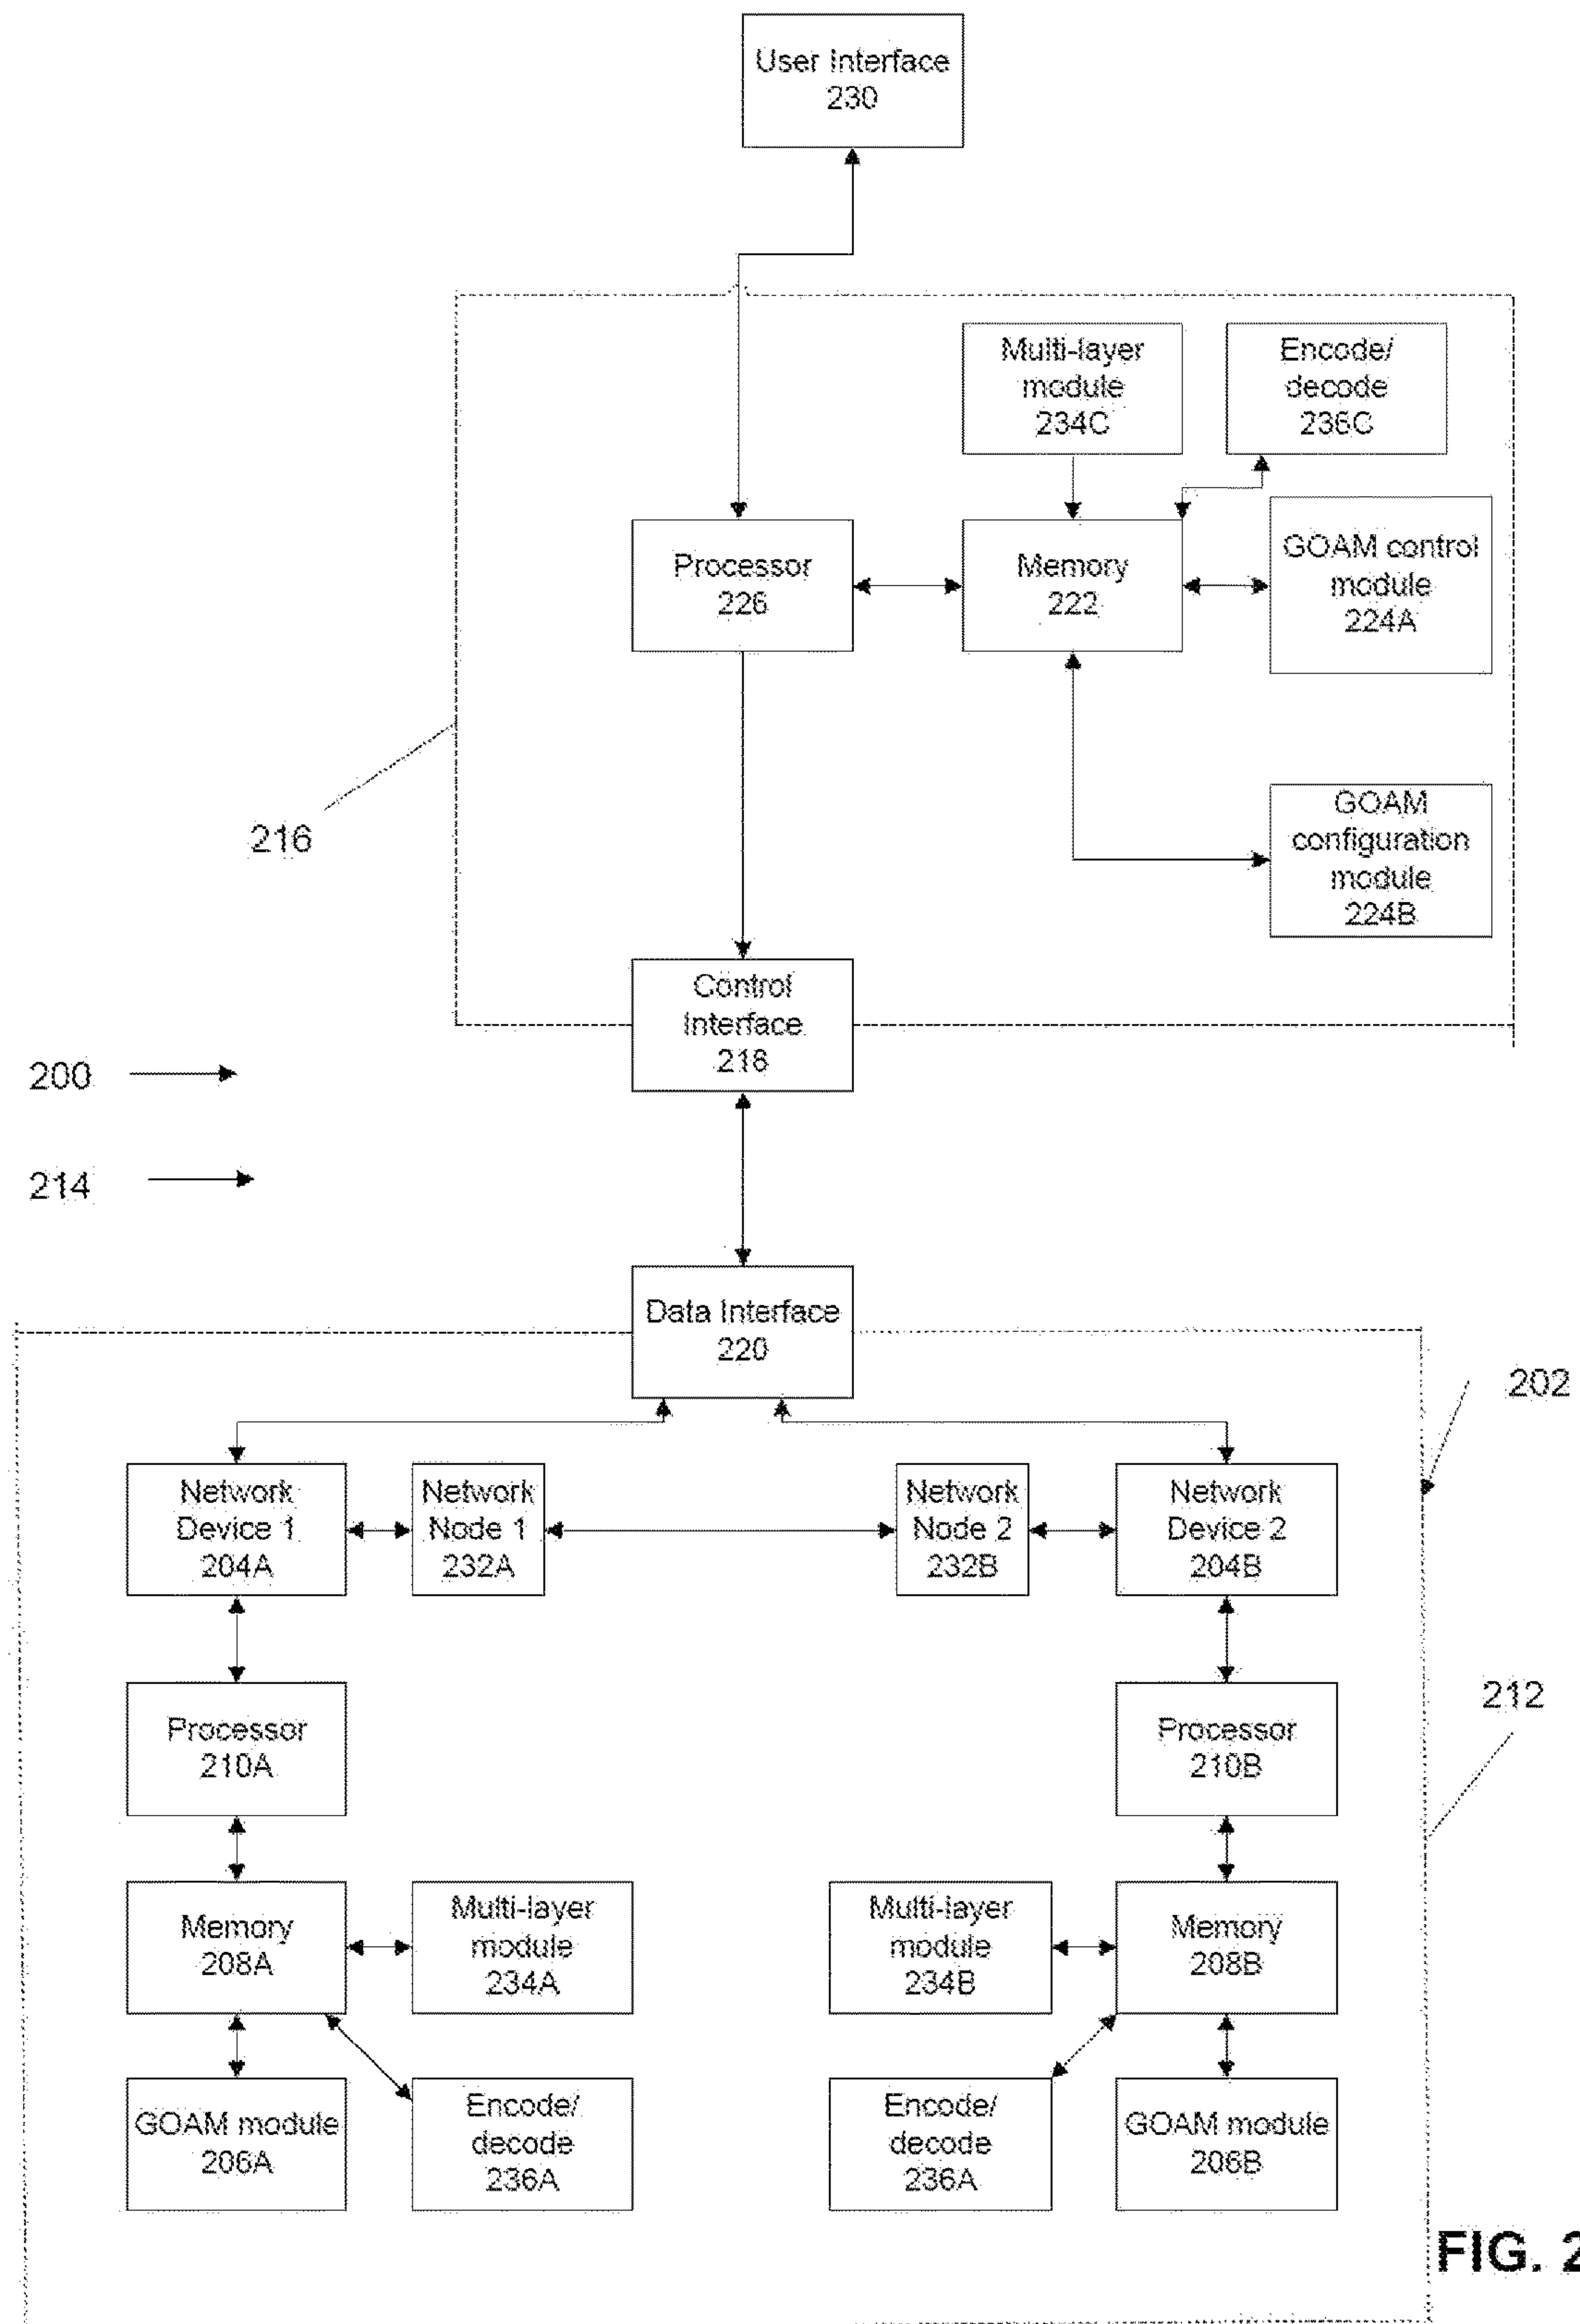 User Interface
230
Multi-layer
module
234C
Encode/
decode
236C
Processor
226
Memory
222
GOAM control
module
224A
216
GOAM
configuration
module
224B
Control
Interface
218
200
214
Data Interface
220
202
Network
Device 1
204A
Network
Node 1
232A
Network
Node 2
232B
Network
Device 2
204B
212
Processor
210A
Processor
210B
Memory
208A
Multi-layer
module
234A
Multi-layer
module
234B
Memory
208B
GOAM module
206A
Encode/
decode
236A
Encode/
decode
236A
GOAM module
206B
FIG. 2